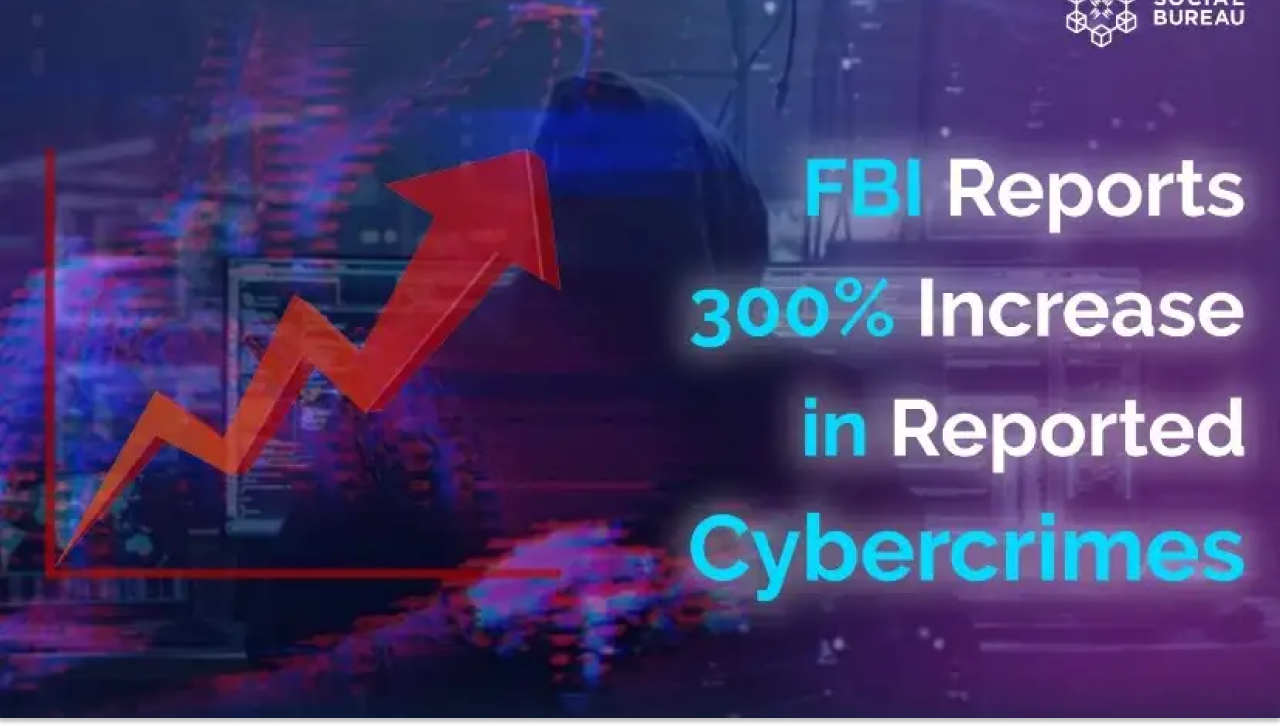 SOCIAL
BUREAU
FBI Reports
300% Increase
in Reported
Cybercrimes